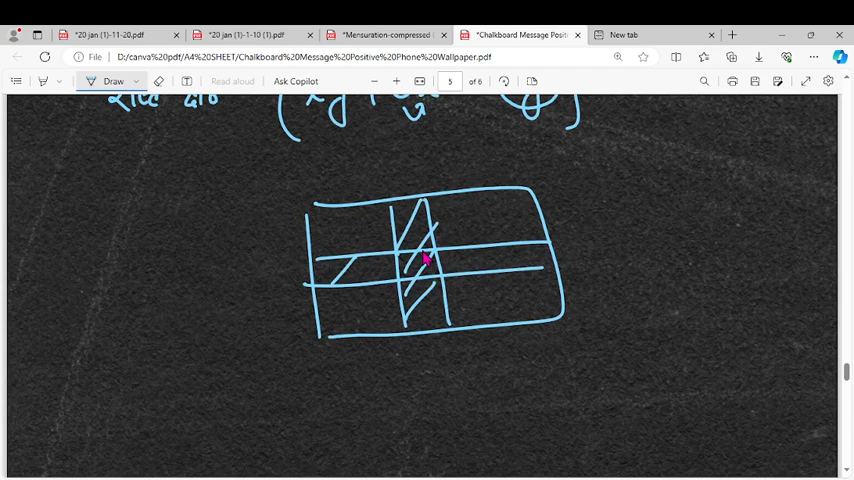 *20 jan (1)-11-20.pdf
*20 jan (1)-1-10 (1).pdf
*Mensuration-compressed (
*Chalkboard Message Posit
New tab
File
D:/canva%20pdf/A4%20SHEET/Chalkboard%20Message%20Positive%20Phone%20Wallpaper.pdf
Draw
Read aloud
Ask Copilot
5
of 6